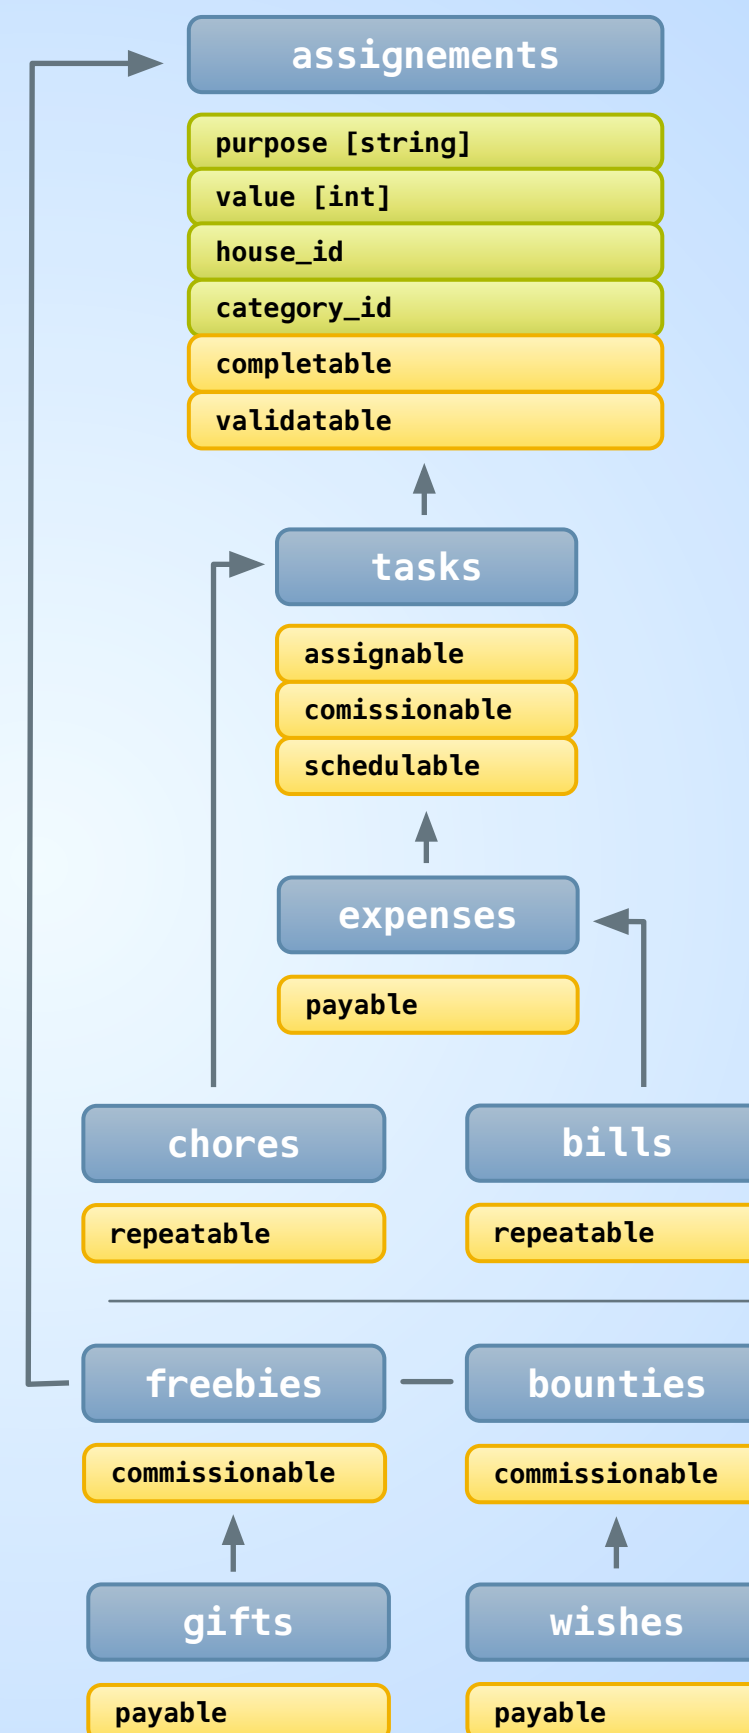 assignements
purpose [string]
value [int]
house_id
category_id
completable
validatable
tasks
assignable
comissionable
schedulable
expenses
payable
chores
bills
repeatable
repeatable
freebies
bounties
commissionable
commissionable
gifts
wishes
payable
payable